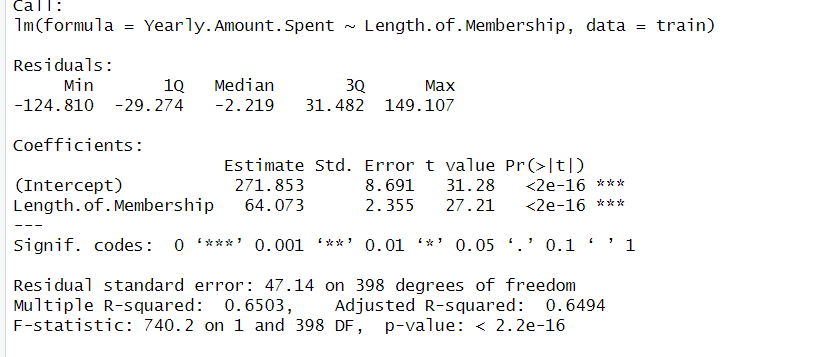 Call:
lm(formula = Yearly.Amount.Spent ~ Length.of.Membership, data = train)
Residuals:
Min 1Q Median 3Q Max
-124.810 -29.274 -2.219 31.482 149.107
Coefficients:
Estimate Std. Error t value Pr(>|t|)
(Intercept) 271.853 8.691 31.28 <2e-16 ***
Length.of.Membership 64.073 2.355 27.21 <2e-16 ***
---
Signif. codes: 0 ‘***’ 0.001 ‘**’ 0.01 ‘*’ 0.05 ‘.’ 0.1 ‘ ’ 1
Residual standard error: 47.14 on 398 degrees of freedom
Multiple R-squared: 0.6503, Adjusted R-squared: 0.6494
F-statistic: 740.2 on 1 and 398 DF, p-value: < 2.2e-16